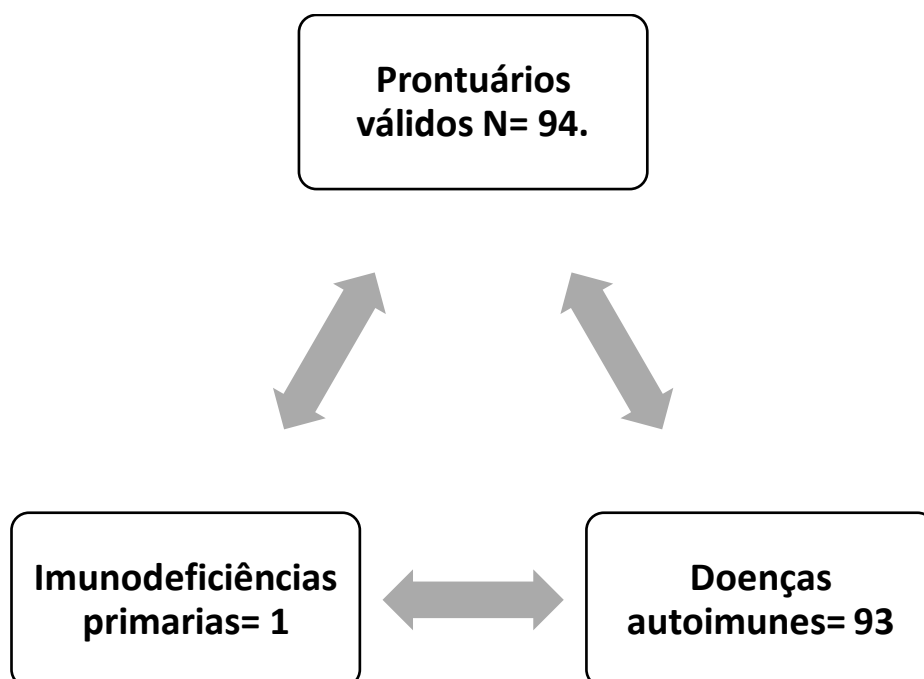 Prontuários
válidos N= 94.
Imunodeficiências
primarias= 1
Doenças
autoimunes= 93